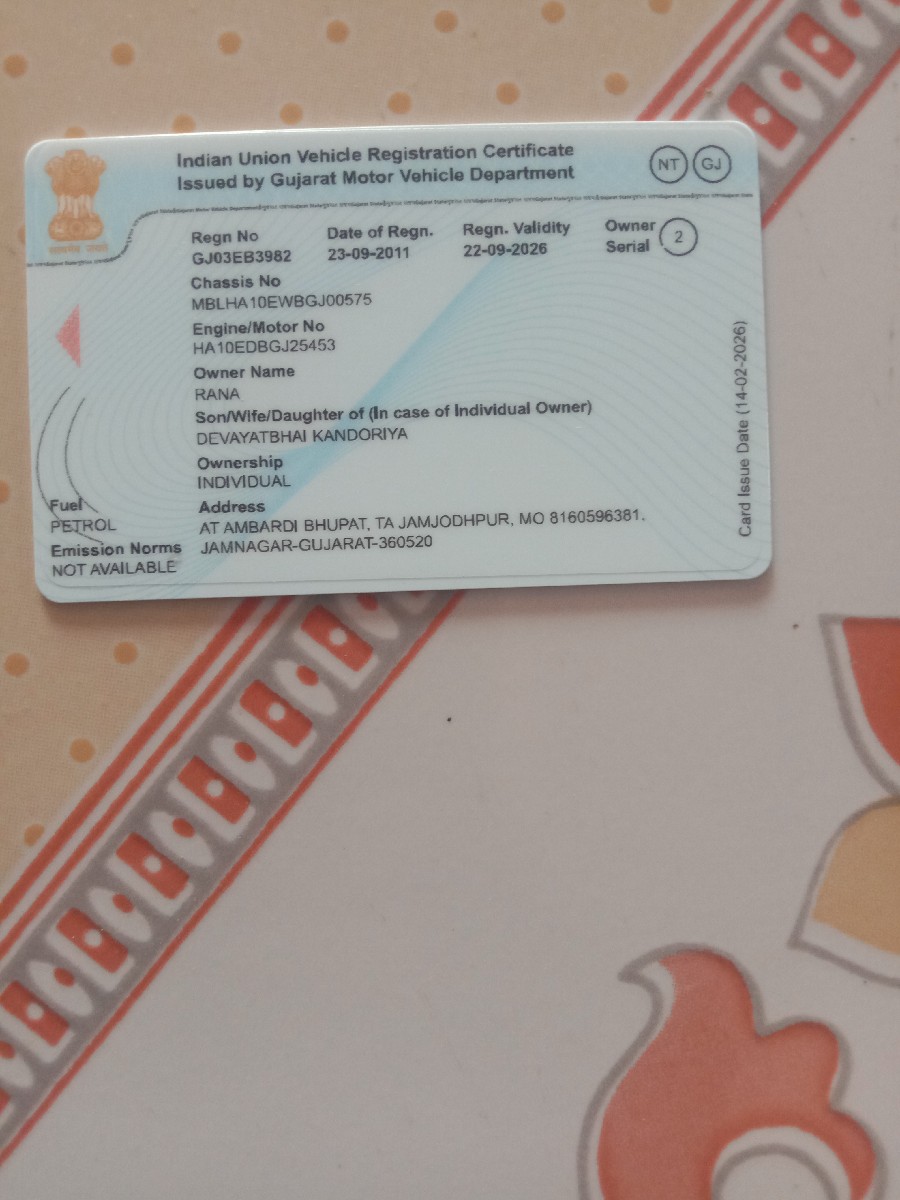 Indian Union Vehicle Registration Certificate
Issued by Gujarat Motor Vehicle Department
NT GJ
Regn No Date of Regn. Regn. Validity Owner Serial 2
GJ03EB3982 23-09-2011 22-09-2026
Chassis No
MBLHA10EWBGJ00575
Engine/Motor No
HA10EDBGJ25453
Owner Name
RANA
Son/Wife/Daughter of (In case of Individual Owner)
DEVAYATBHAI KANDORIYA
Ownership
INDIVIDUAL
Fuel
PETROL
Emission Norms
NOT AVAILABLE
Address
AT AMBARDI BHUPAT, TA JAMJODHPUR, MO 8160596381.
JAMNAGAR-GUJARAT-360520
Card Issue Date (14-02-2026)